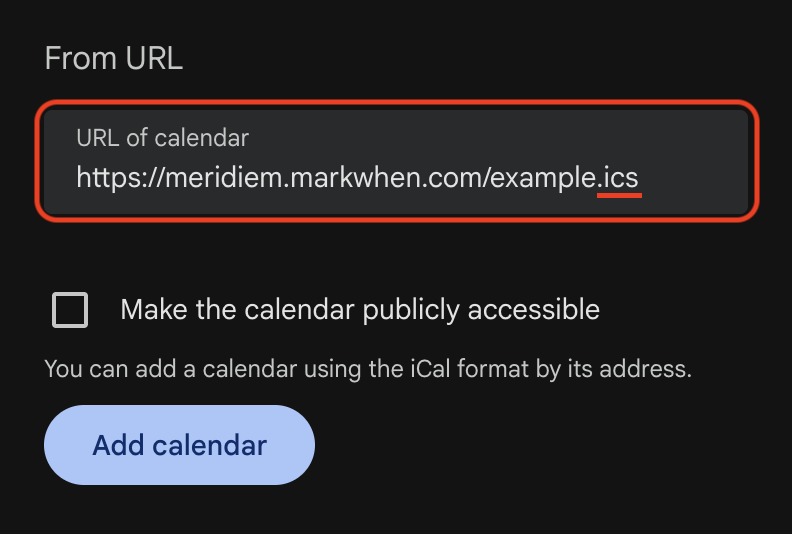 From URL
URL of calendar
https://meridiem.markwhen.com/example.ics
Make the calendar publicly accessible
You can add a calendar using the iCal format by its address.
Add calendar